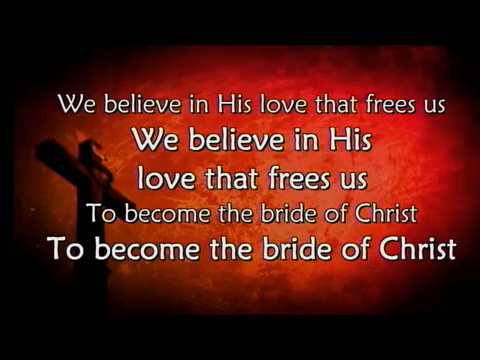 We believe in His love that frees us
We believe in His
love that frees us
To become the bride of Christ
To become the bride of Christ